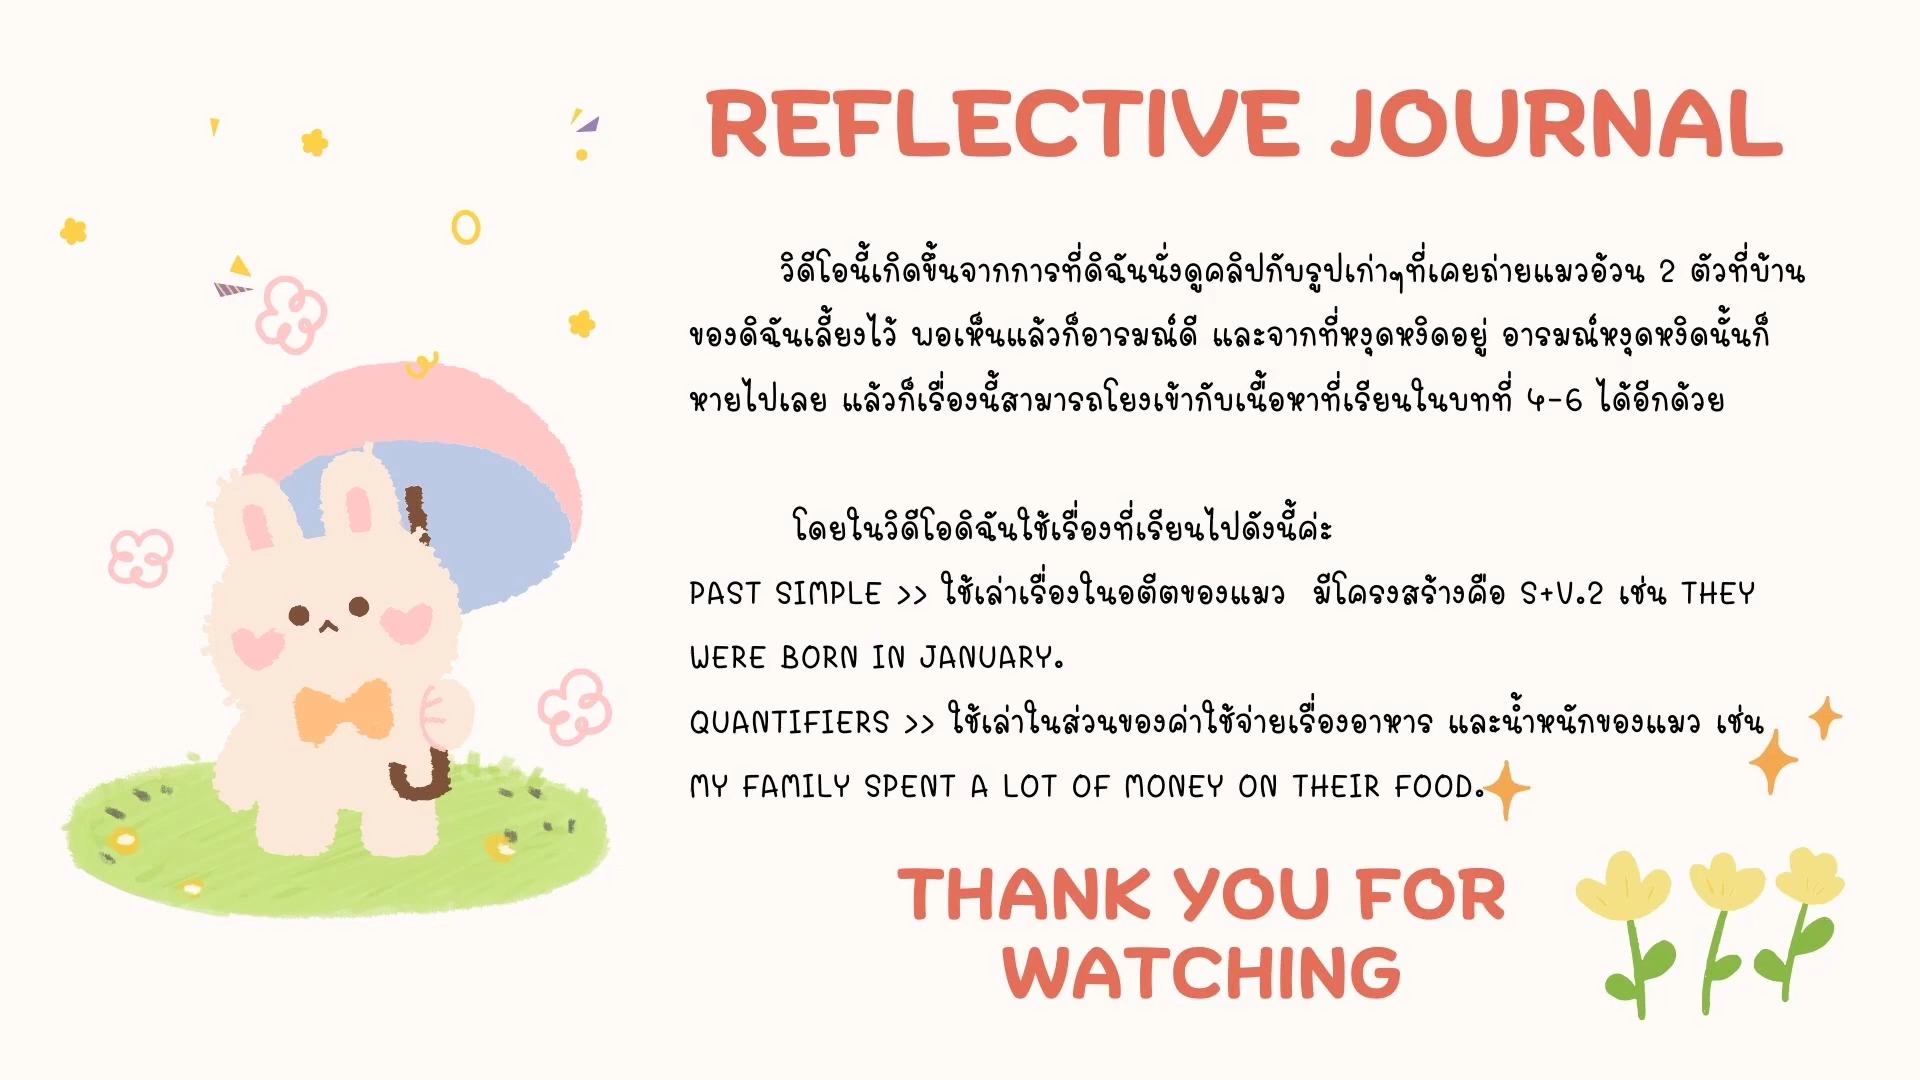 REFLECTIVE JOURNAL
วิดีโอนี้เกิดขึ้นจากการที่ดิฉันนั่งดูคลิปกับรูปเก่าๆที่เคยถ่ายแมวอ้วน 2 ตัวที่บ้าน
ของดิฉันเลี้ยงไว้ พอเห็นแล้วก็อารมณ์ดี และจากที่หงุดหงิดอยู่ อารมณ์หงุดหงิดนั้นก็
หายไปเลย แล้วก็เรื่องนี้สามารถโยงเข้ากับเนื้อหาที่เรียนในบทที่ 4-6 ได้อีกด้วย
โดยในวิดีโอดิฉันใช้เรื่องที่เรียนไปดังนี้ค่ะ
PAST SIMPLE >> ใช้เล่าเรื่องในอดีตของแมว มีโครงสร้างคือ S+V.2 เช่น THEY
WERE BORN IN JANUARY.
QUANTIFIERS >> ใช้เล่าในส่วนของค่าใช้จ่ายเรื่องอาหาร และน้ำหนักของแมว เช่น
MY FAMILY SPENT A LOT OF MONEY ON THEIR FOOD.
THANK YOU FOR
WATCHING